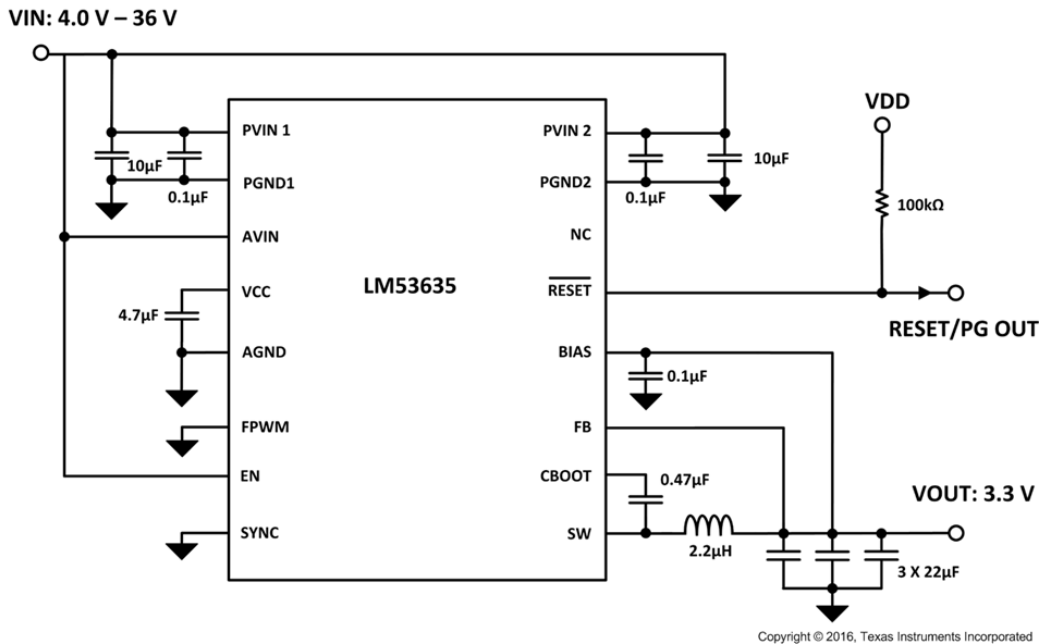 VIN: 4.0 V – 36 V
VDD
PVIN 1
PVIN 2
10µF
0.1µF
PGND1
PGND2
0.1µF
10µF
100kΩ
AVIN
NC
LM53635
VCC
RESET
4.7µF
RESET/PG OUT
AGND
BIAS
0.1µF
FPWM
FB
EN
CBOOT
0.47µF
VOUT: 3.3 V
SYNC
SW
2.2µH
3 X 22µF
Copyright © 2016, Texas Instruments Incorporated